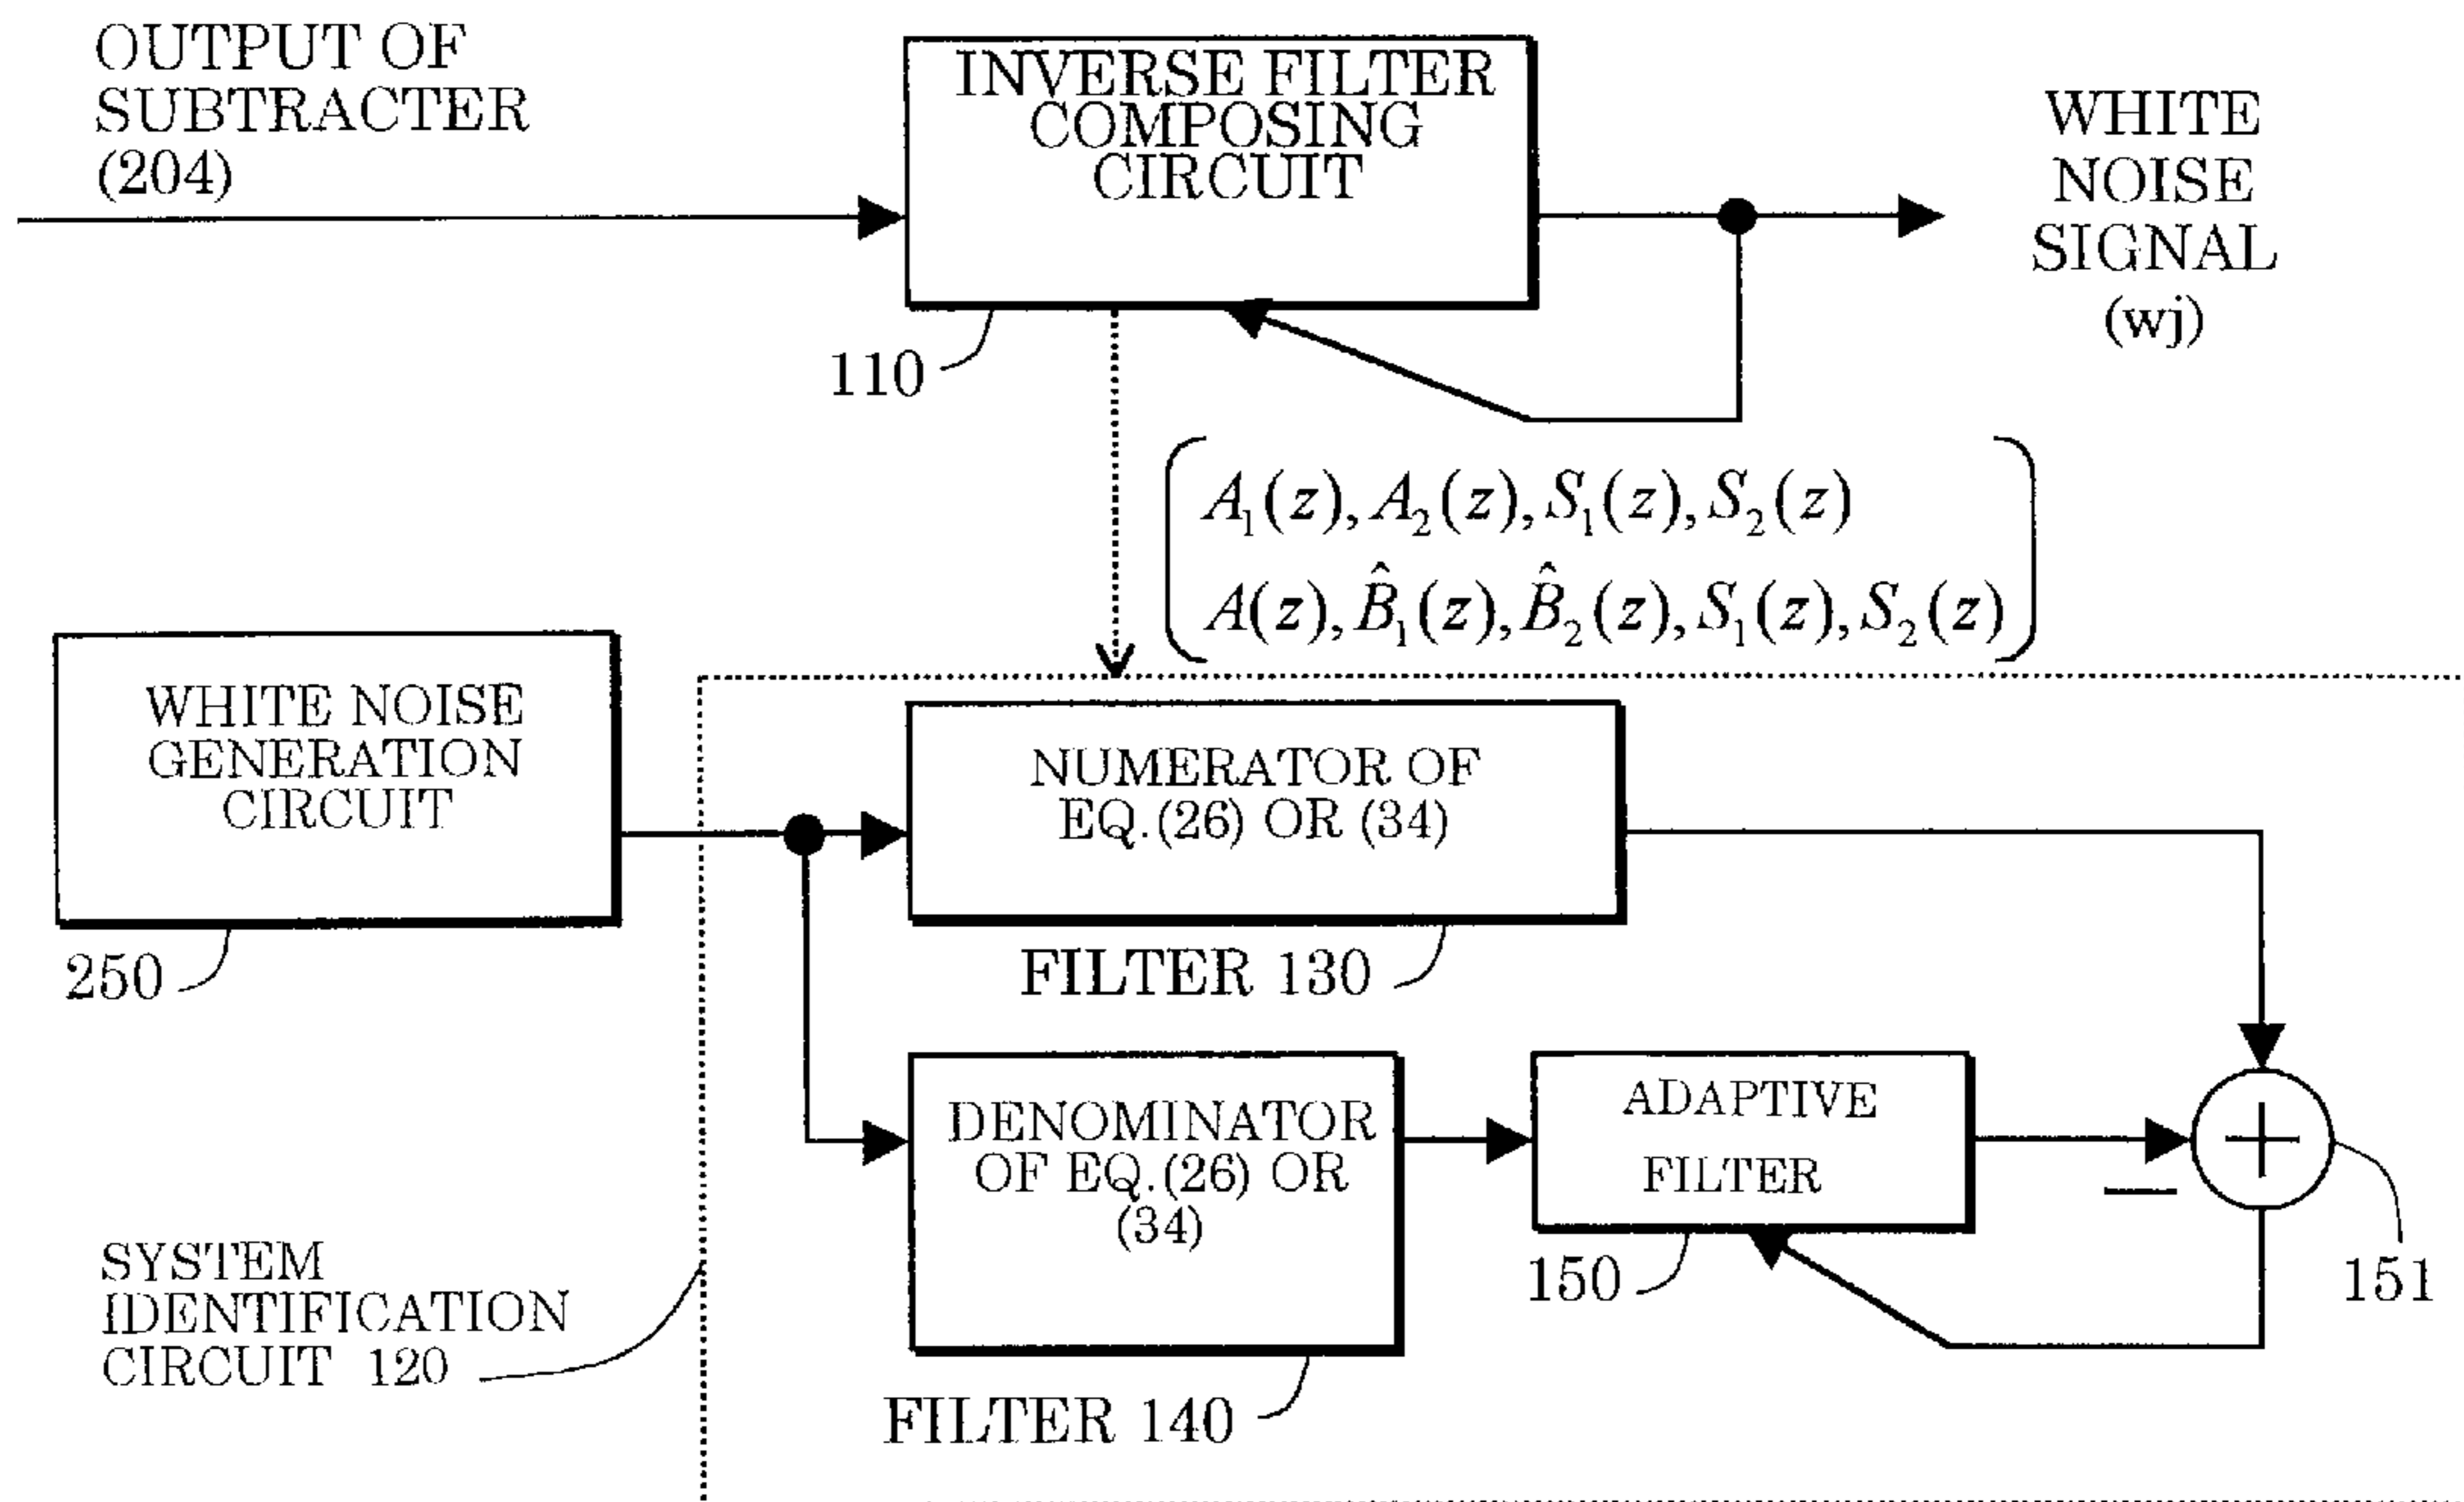 OUTPUT OF
SUBTRACTER
(204)
INVERSE FILTER
COMPOSING
CIRCUIT
WHITE
NOISE
SIGNAL
(wj)
110
A₁(z), A₂(z), S₁(z), S₂(z)
A(z), B̂₁(z), B̂₂(z), S₁(z), S₂(z)
WHITE NOISE
GENERATION
CIRCUIT
250
NUMERATOR OF
EQ.(26) OR (34)
FILTER 130
DENOMINATOR
OF EQ.(26) OR
(34)
FILTER 140
ADAPTIVE
FILTER
150
+
−
151
SYSTEM
IDENTIFICATION
CIRCUIT 120